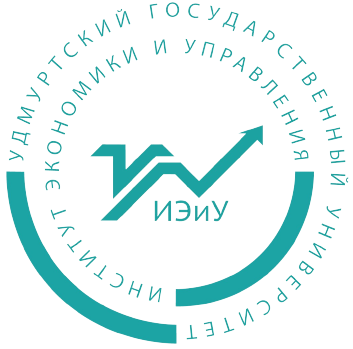 УДМУРТСКИЙ ГОСУДАРСТВЕННЫЙ УНИВЕРСИТЕТ
ИНСТИТУТ ЭКОНОМИКИ И УПРАВЛЕНИЯ
ИЭиУ